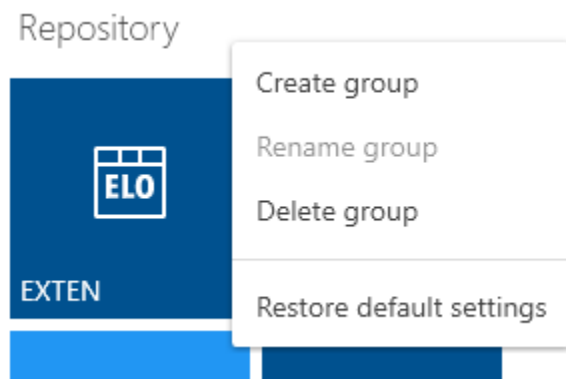 Repository
Create group
Rename group
Delete group
Restore default settings
ELO
EXTEN